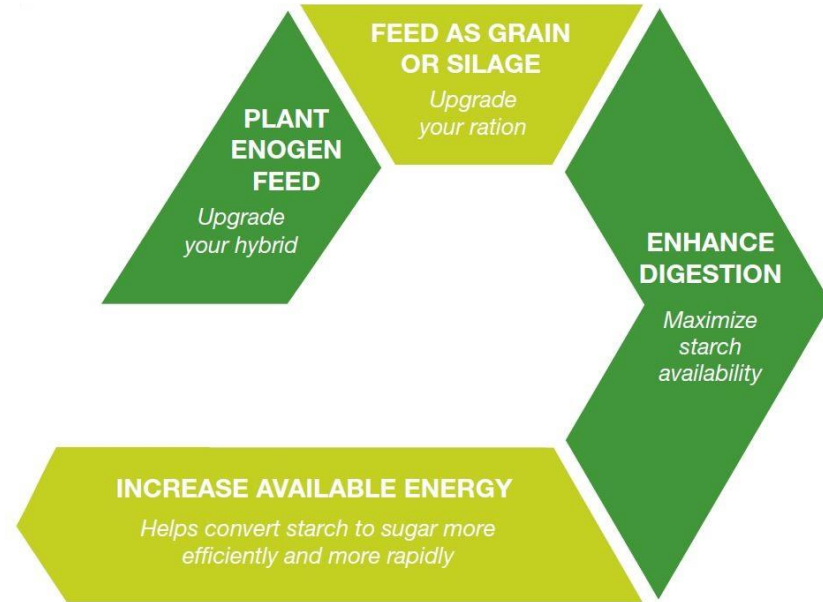 PLANT
ENOGEN
FEED
Upgrade
your hybrid
FEED AS GRAIN
OR SILAGE
Upgrade
your ration
ENHANCE
DIGESTION
Maximize
starch
availability
INCREASE AVAILABLE ENERGY
Helps convert starch to sugar more
efficiently and more rapidly